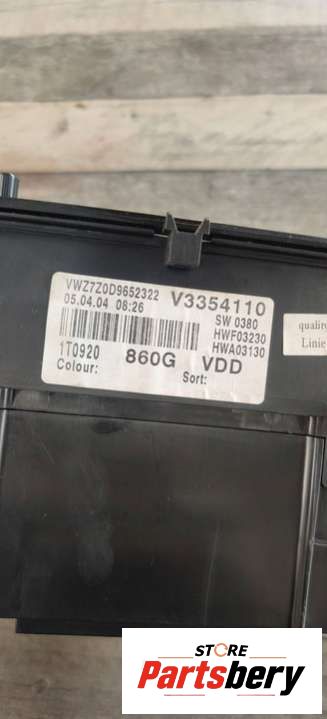 VWZ7Z0D9652322 V3354110
05.04.04 08:26 SW 0380
HWF03230
1T0920 860G VDD HWA03130
Colour: Sort:
quality
Linie
STORE
Partsbery